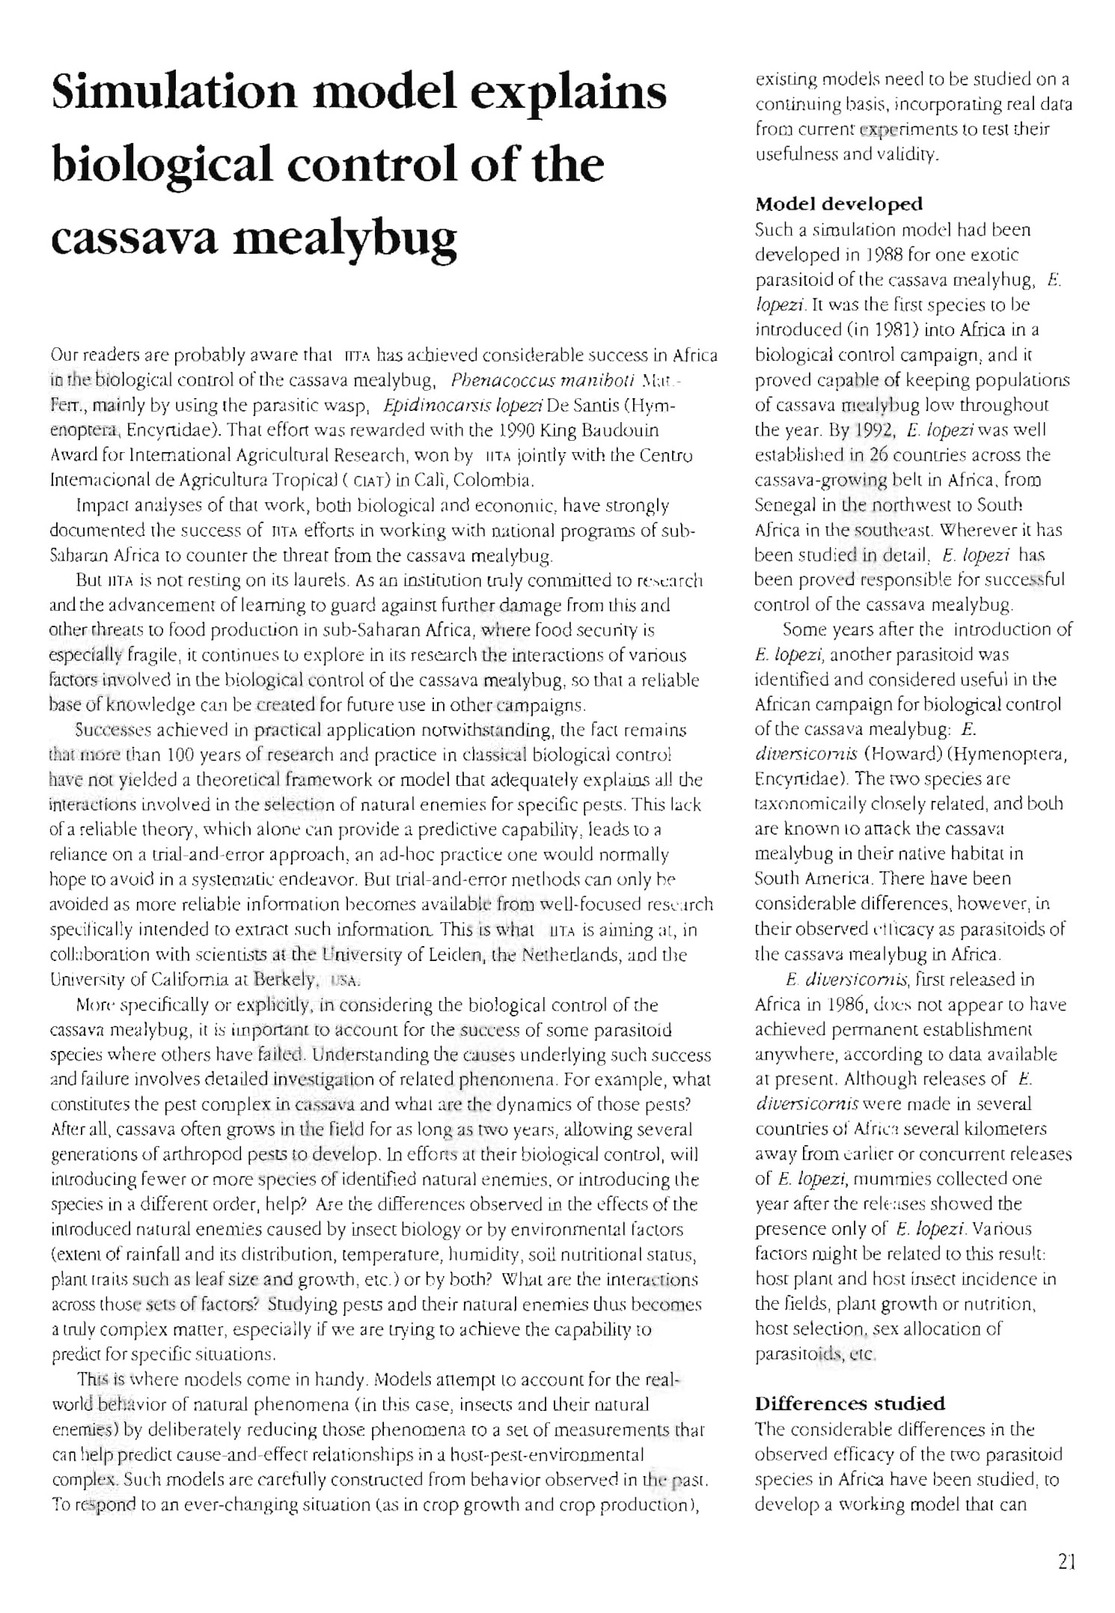 Simulation model explains
biological control of the
cassava mealybug
Our readers are probably aware that IITA has achieved considerable success in Africa
in the biological control of the cassava mealybug, Phenacoccus manihoti Mat.-
Ferr., mainly by using the parasitic wasp, Epidinocarsis lopezi De Santis (Hym-
enoptera, Encyrtidae). That effort was rewarded with the 1990 King Baudouin
Award for International Agricultural Research, won by IITA jointly with the Centro
Internacional de Agricultura Tropical (CIAT) in Cali, Colombia.
Impact analyses of that work, both biological and economic, have strongly
documented the success of IITA efforts in working with national programs of sub-
Saharan Africa to counter the threat from the cassava mealybug.
But IITA is not resting on its laurels. As an institution truly committed to research
and the advancement of learning to guard against further damage from this and
other threats to food production in sub-Saharan Africa, where food security is
especially fragile, it continues to explore in its research the interactions of various
factors involved in the biological control of the cassava mealybug, so that a reliable
base of knowledge can be created for future use in other campaigns.
Successes achieved in practical application notwithstanding, the fact remains
that more than 100 years of research and practice in classical biological control
have not yielded a theoretical framework or model that adequately explains all the
interactions involved in the selection of natural enemies for specific pests. This lack
of a reliable theory, which alone can provide a predictive capability, leads to a
reliance on a trial-and-error approach, an ad-hoc practice one would normally
hope to avoid in a systematic endeavor. But trial-and-error methods can only be
avoided as more reliable information becomes available from well-focused research
specifically intended to extract such information. This is what IITA is aiming at, in
collaboration with scientists at the University of Leiden, the Netherlands, and the
University of California at Berkely, USA.
More specifically or explicitly, in considering the biological control of the
cassava mealybug, it is important to account for the success of some parasitoid
species where others have failed. Understanding the causes underlying such success
and failure involves detailed investigation of related phenomena. For example, what
constitutes the pest complex in cassava and what are the dynamics of those pests?
After all, cassava often grows in the field for as long as two years, allowing several
generations of arthropod pests to develop. In efforts at their biological control, will
introducing fewer or more species of identified natural enemies, or introducing the
species in a different order, help? Are the differences observed in the effects of the
introduced natural enemies caused by insect biology or by environmental factors
(extent of rainfall and its distribution, temperature, humidity, soil nutritional status,
plant traits such as leaf size and growth, etc.) or by both? What are the interactions
across those sets of factors? Studying pests and their natural enemies thus becomes
a truly complex matter, especially if we are trying to achieve the capability to
predict for specific situations.
This is where models come in handy. Models attempt to account for the real-
world behavior of natural phenomena (in this case, insects and their natural
enemies) by deliberately reducing those phenomena to a set of measurements that
can help predict cause-and-effect relationships in a host-pest-environmental
complex. Such models are carefully constructed from behavior observed in the past.
To respond to an ever-changing situation (as in crop growth and crop production),
existing models need to be studied on a
continuing basis, incorporating real data
from current experiments to test their
usefulness and validity.
Model developed
Such a simulation model had been
developed in 1988 for one exotic
parasitoid of the cassava mealybug, E.
lopezi. It was the first species to be
introduced (in 1981) into Africa in a
biological control campaign, and it
proved capable of keeping populations
of cassava mealybug low throughout
the year. By 1992, E. lopezi was well
established in 26 countries across the
cassava-growing belt in Africa, from
Senegal in the northwest to South
Africa in the southeast. Wherever it has
been studied in detail, E. lopezi has
been proved responsible for successful
control of the cassava mealybug.
Some years after the introduction of
E. lopezi, another parasitoid was
identified and considered useful in the
African campaign for biological control
of the cassava mealybug: E.
diversicornis (Howard) (Hymenoptera,
Encyrtidae). The two species are
taxonomically closely related, and both
are known to attack the cassava
mealybug in their native habitat in
South America. There have been
considerable differences, however, in
their observed efficacy as parasitoids of
the cassava mealybug in Africa.
E. diversicornis, first released in
Africa in 1986, does not appear to have
achieved permanent establishment
anywhere, according to data available
at present. Although releases of E.
diversicornis were made in several
countries of Africa several kilometers
away from earlier or concurrent releases
of E. lopezi, mummies collected one
year after the releases showed the
presence only of E. lopezi. Various
factors might be related to this result:
host plant and host insect incidence in
the fields, plant growth or nutrition,
host selection, sex allocation of
parasitoids, etc.
Differences studied
The considerable differences in the
observed efficacy of the two parasitoid
species in Africa have been studied, to
develop a working model that can
21